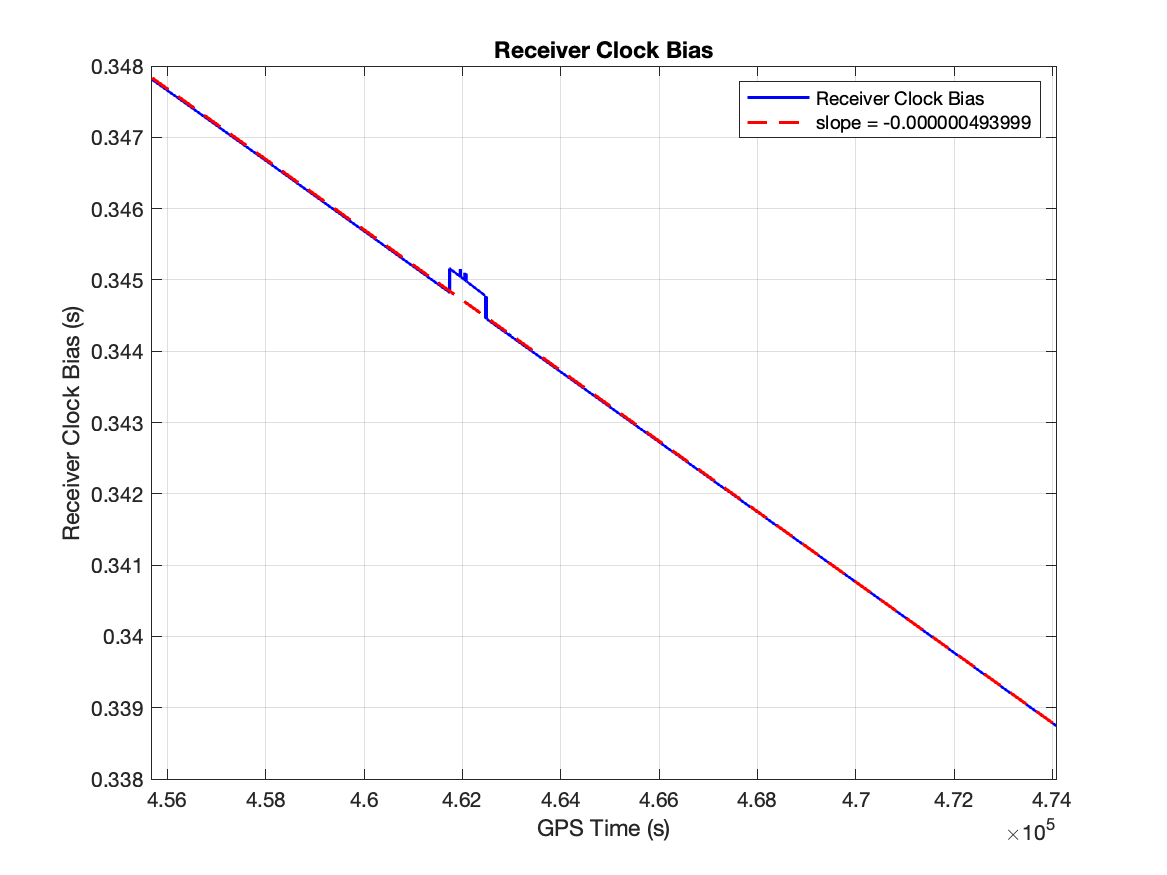 Receiver Clock Bias
0.348
0.347
0.346
0.345
0.344
0.343
0.342
0.341
0.34
0.339
0.338
Receiver Clock Bias (s)
Receiver Clock Bias
slope = -0.000000493999
4.56 4.58 4.6 4.62 4.64 4.66 4.68 4.7 4.72 4.74
GPS Time (s)
×10⁵